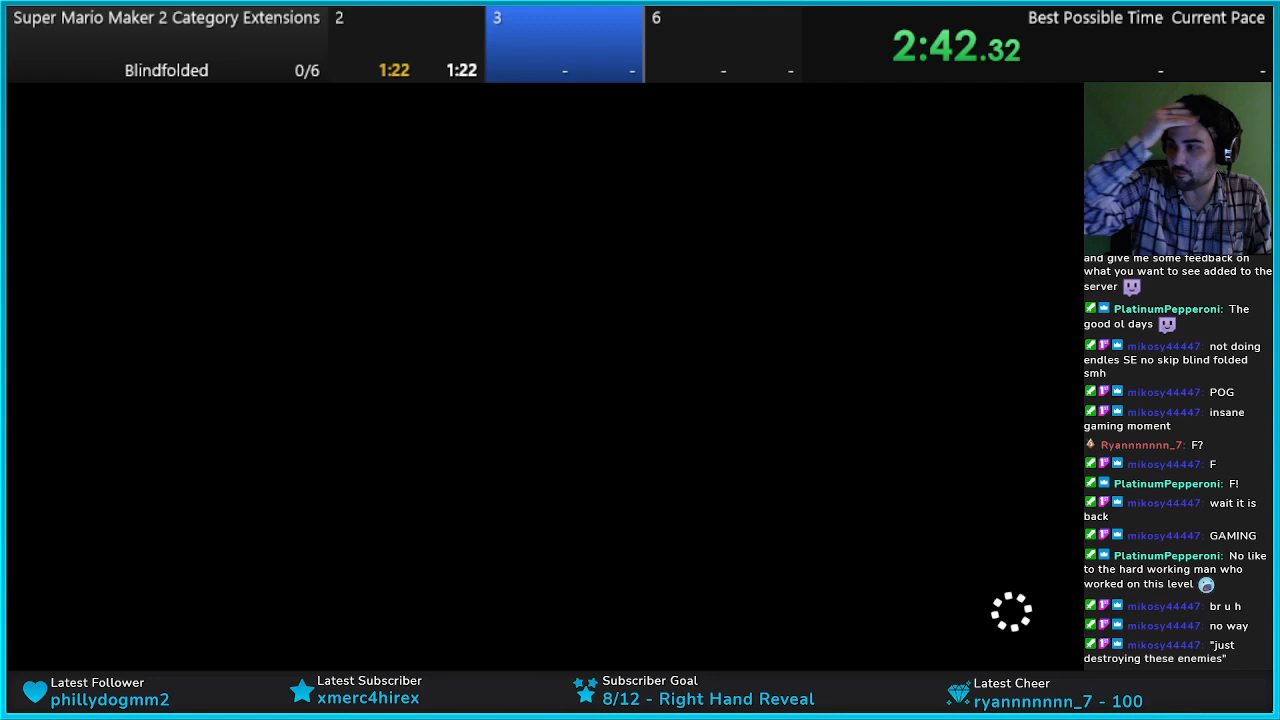 Super Mario Maker 2 Category Extensions
Blindfolded 0/6
2
1:22 1:22
3
- -
6
- -
2:42.32
Best Possible Time Current Pace
- -
and give me some feedback on
what you want to see added to the
server
PlatinumPepperoni: The
good ol days
mikosy44447: not doing
endles SE no skip blind folded
smh
mikosy44447: POG
mikosy44447: insane
gaming moment
Ryannnnnnn_7: F?
mikosy44447: F
PlatinumPepperoni: F!
mikosy44447: wait it is
back
mikosy44447: GAMING
PlatinumPepperoni: No like
to the hard working man who
worked on this level
mikosy44447: br u h
mikosy44447: no way
mikosy44447: "just
destroying these enemies"
Latest Follower
phillydogmm2
Latest Subscriber
xmerc4hirex
Subscriber Goal
8/12 - Right Hand Reveal
Latest Cheer
ryannnnnnn_7 - 100